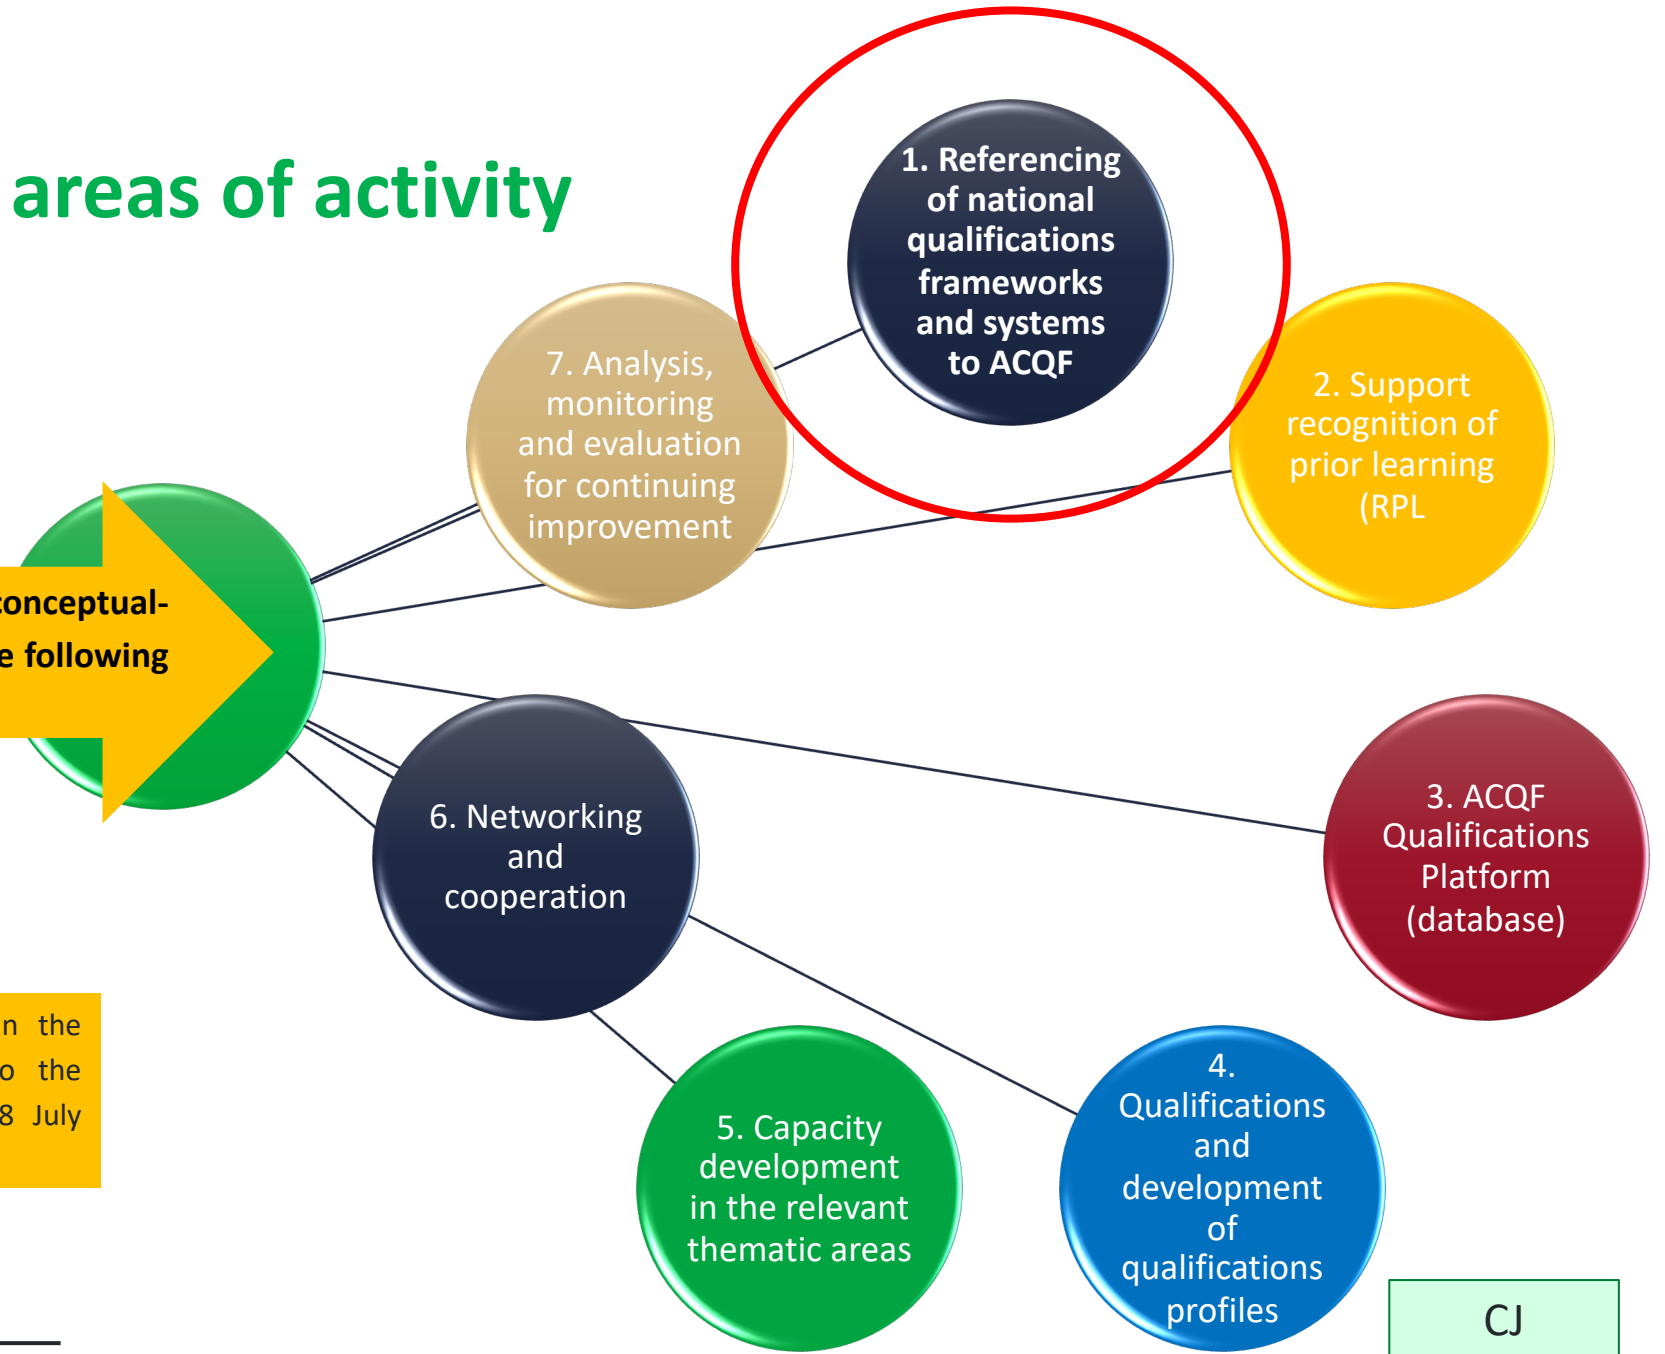 areas of activity
1. Referencing
of national
qualifications
frameworks
and systems
to ACQF
2. Support
recognition of
prior learning
(RPL
3. ACQF
Qualifications
Platform
(database)
4.
Qualifications
and
development
of
qualifications
profiles
5. Capacity
development
in the relevant
thematic areas
6. Networking
and
cooperation
7. Analysis,
monitoring
and evaluation
for continuing
improvement
conceptual-
e following
n the
o the
8 July
CJ